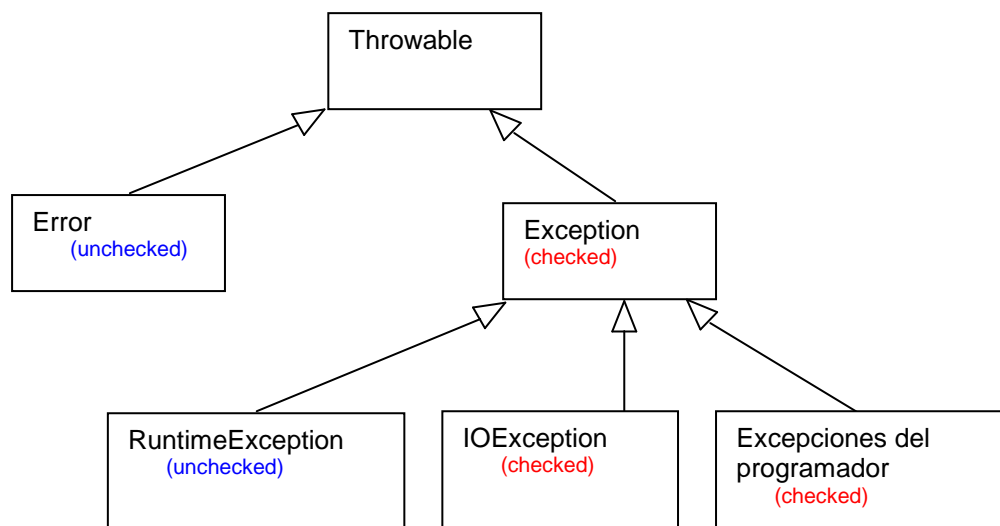 Throwable
Error
(unchecked)
Exception
(checked)
RuntimeException
(unchecked)
IOException
(checked)
Excepciones del
programador
(checked)